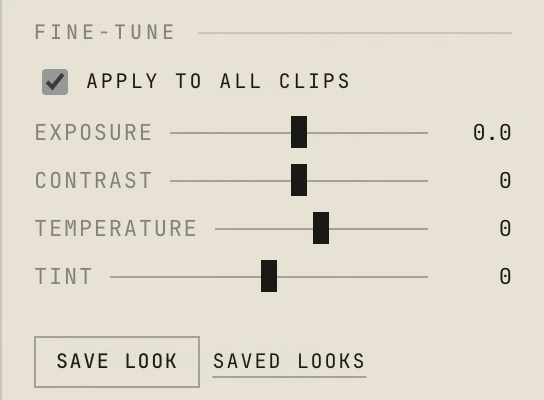 FINE-TUNE
APPLY TO ALL CLIPS
EXPOSURE 0.0
CONTRAST 0
TEMPERATURE 0
TINT 0
SAVE LOOK SAVED LOOKS